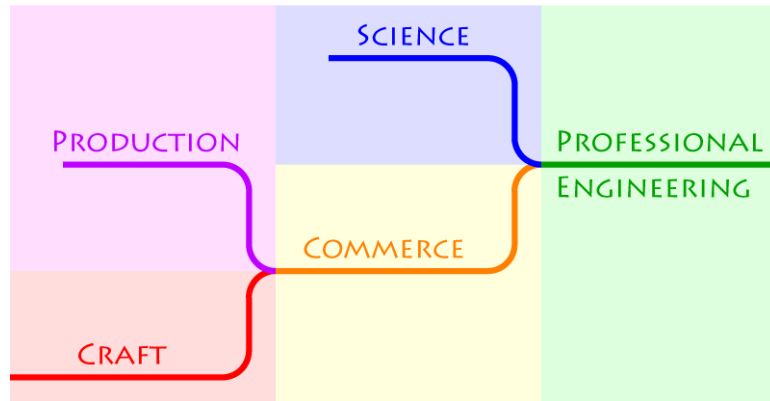 Science
Production
Professional
Engineering
Commerce
Craft